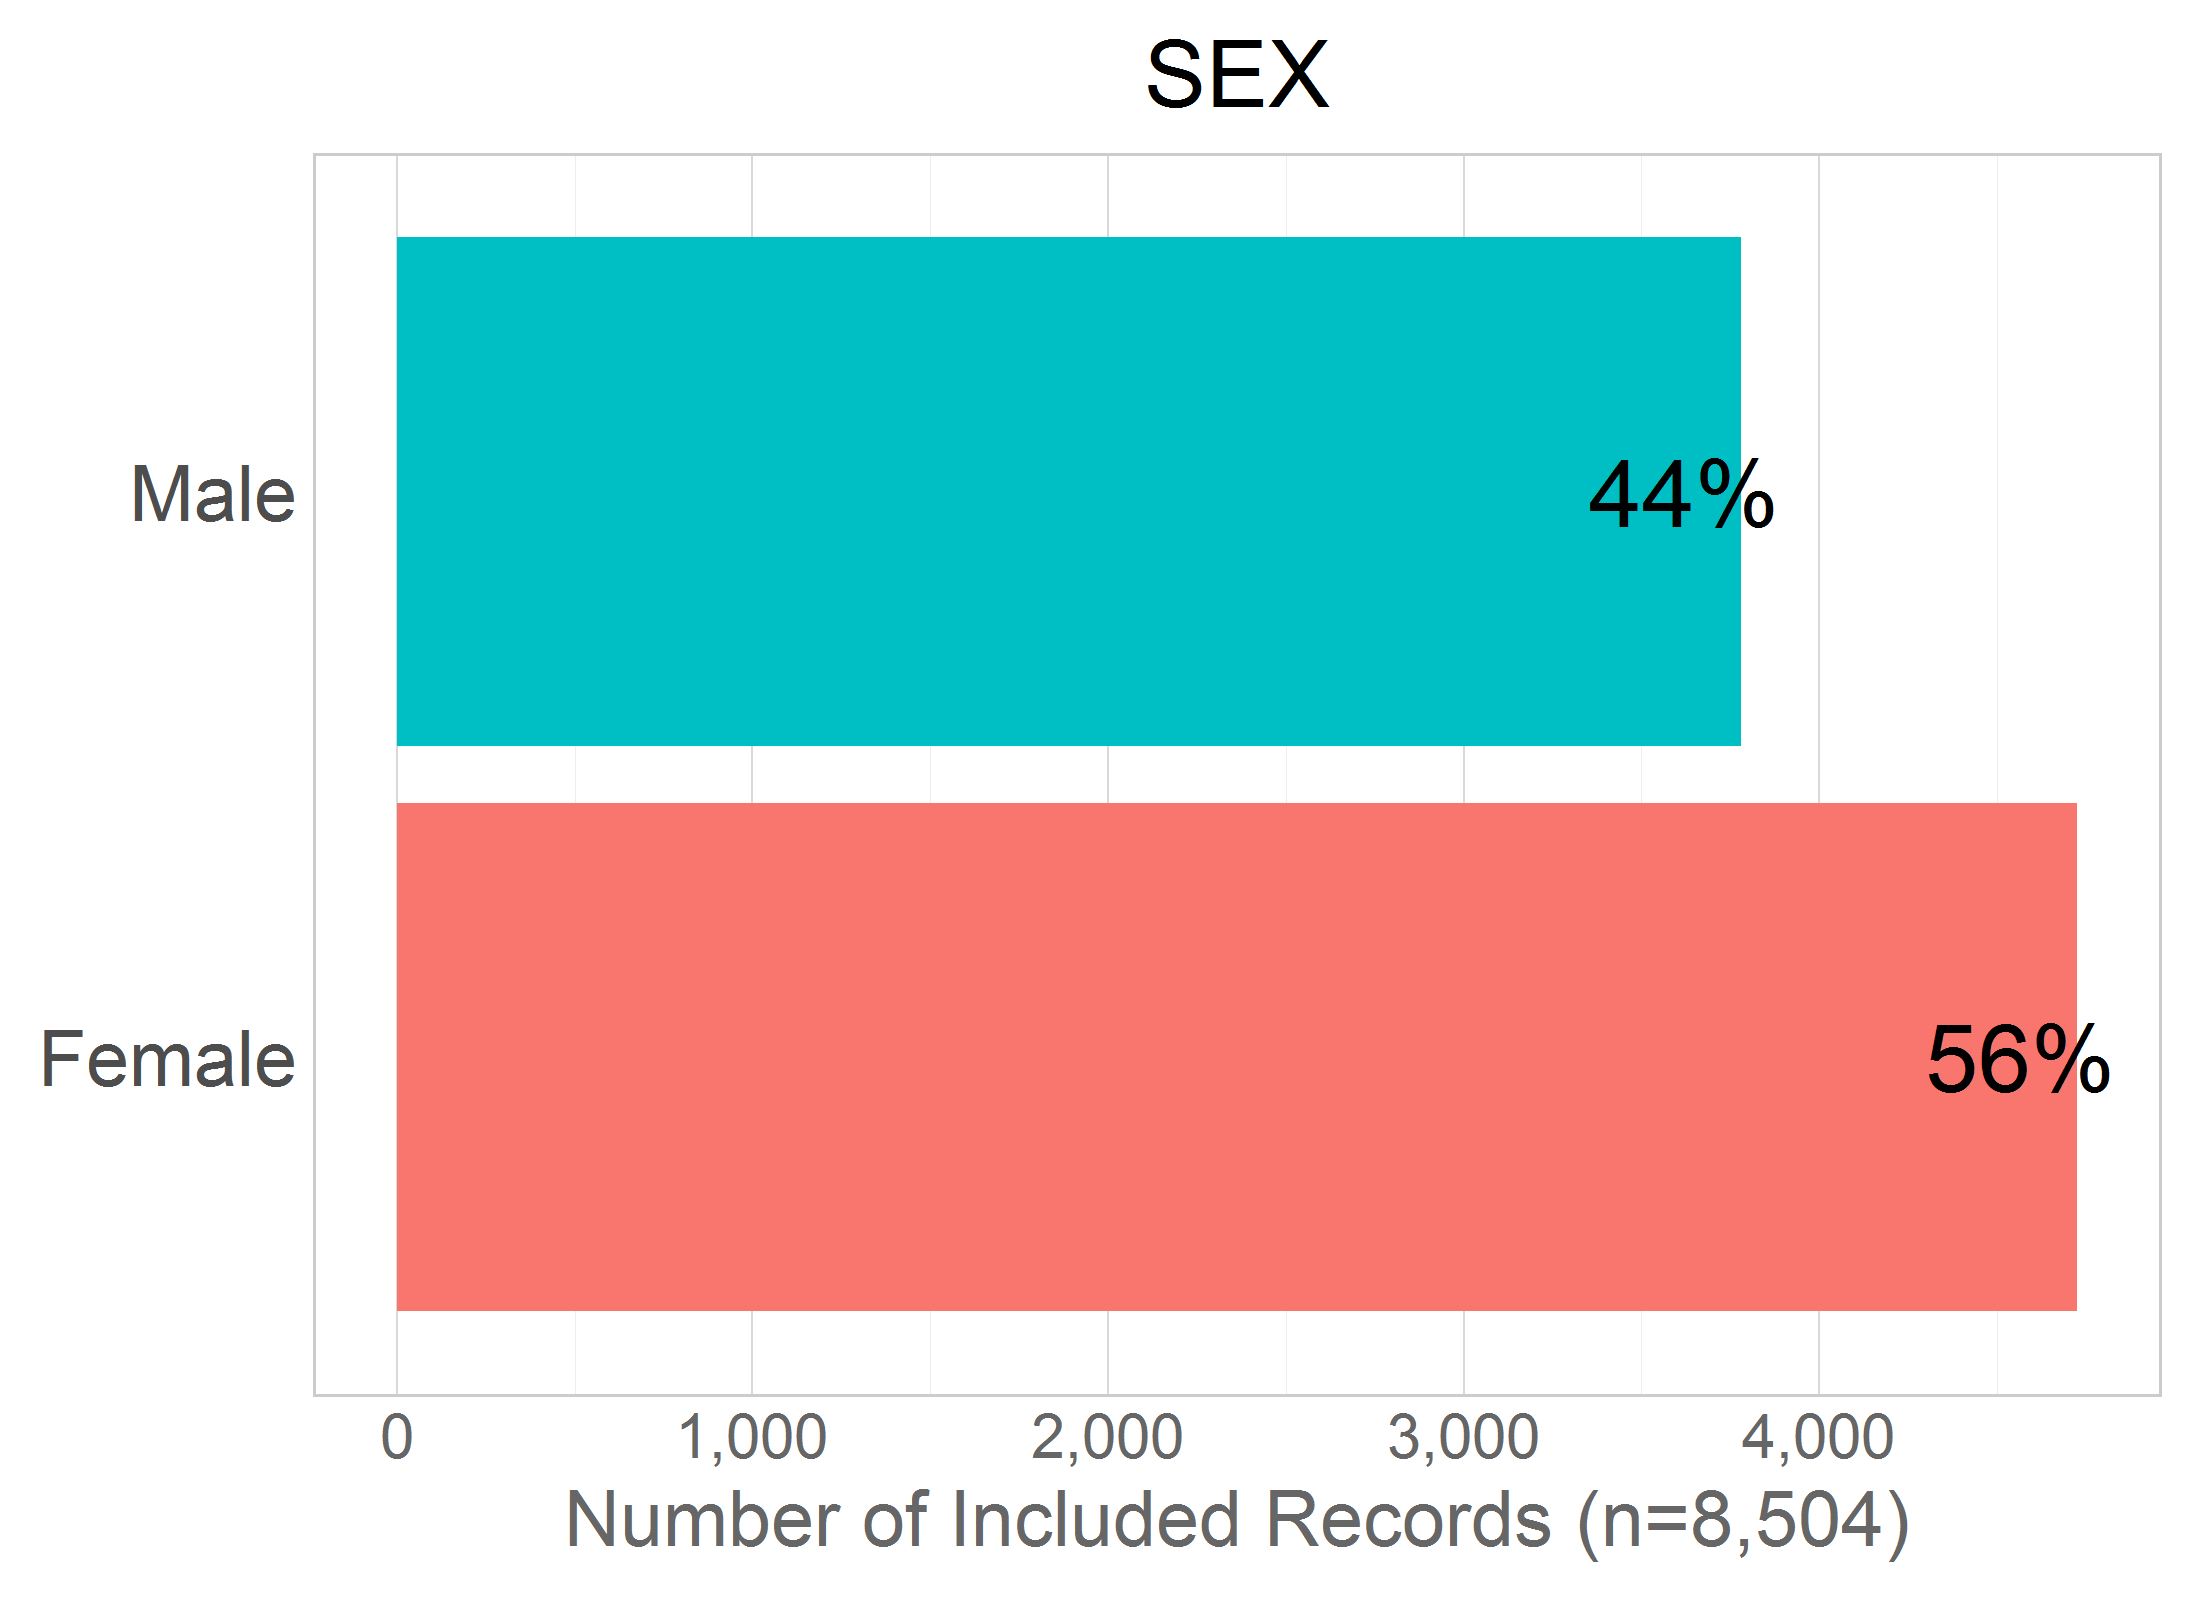 SEX
Male
44%
Female
56%
0 1,000 2,000 3,000 4,000
Number of Included Records (n=8,504)